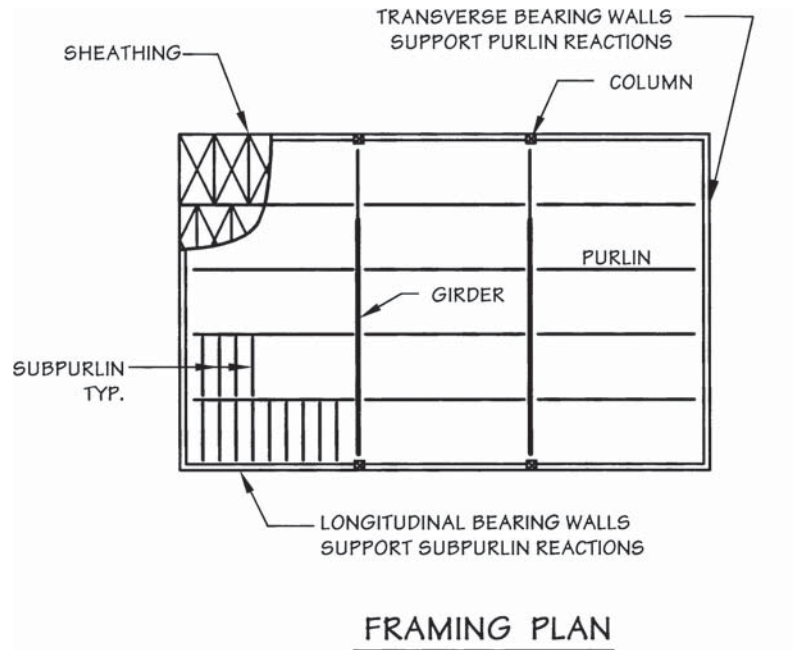 TRANSVERSE BEARING WALLS
SUPPORT PURLIN REACTIONS
SHEATHING
COLUMN
PURLIN
GIRDER
SUBPURLIN
TYP.
LONGITUDINAL BEARING WALLS
SUPPORT SUBPURLIN REACTIONS
FRAMING PLAN